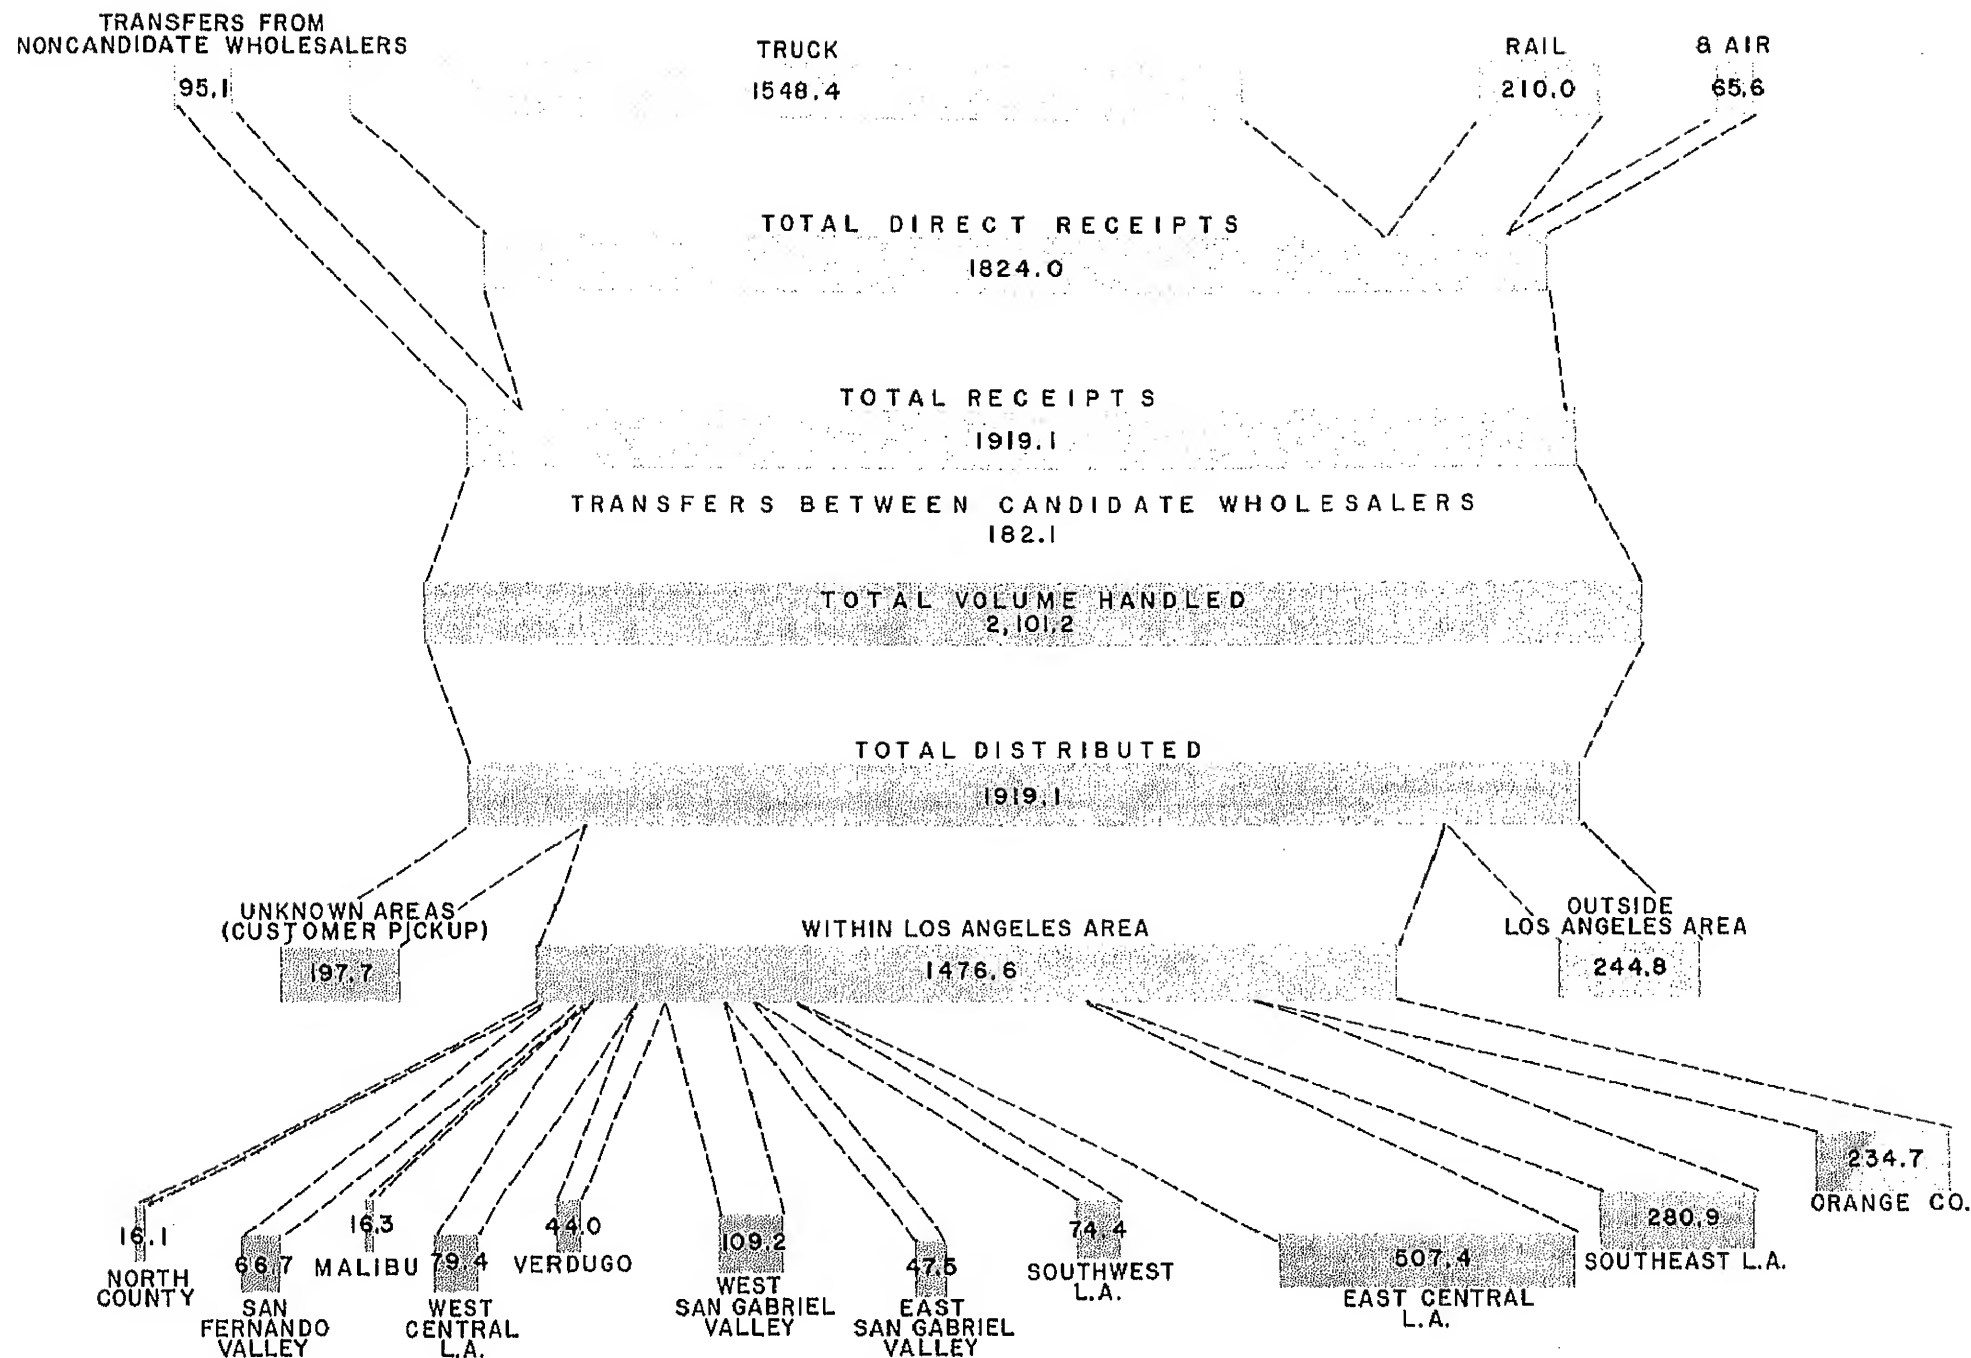 TRANSFERS FROM
NONCANDIDATE WHOLESALERS
95.1
TRUCK
1548.4
RAIL
210.0
& AIR
65.6
TOTAL DIRECT RECEIPTS
1824.0
TOTAL RECEIPTS
1919.1
TRANSFERS BETWEEN CANDIDATE WHOLESALERS
182.1
TOTAL VOLUME HANDLED
2,101.2
TOTAL DISTRIBUTED
1919.1
UNKNOWN AREAS
(CUSTOMER PICKUP)
197.7
WITHIN LOS ANGELES AREA
1476.6
OUTSIDE
LOS ANGELES AREA
244.8
16.1
NORTH
COUNTY
66.7
SAN
FERNANDO
VALLEY
16.3
MALIBU
79.4
WEST
CENTRAL
L.A.
44.0
VERDUGO
109.2
WEST
SAN GABRIEL
VALLEY
47.5
EAST
SAN GABRIEL
VALLEY
74.4
SOUTHWEST
L.A.
507.4
EAST CENTRAL
L.A.
280.9
SOUTHEAST L.A.
234.7
ORANGE CO.